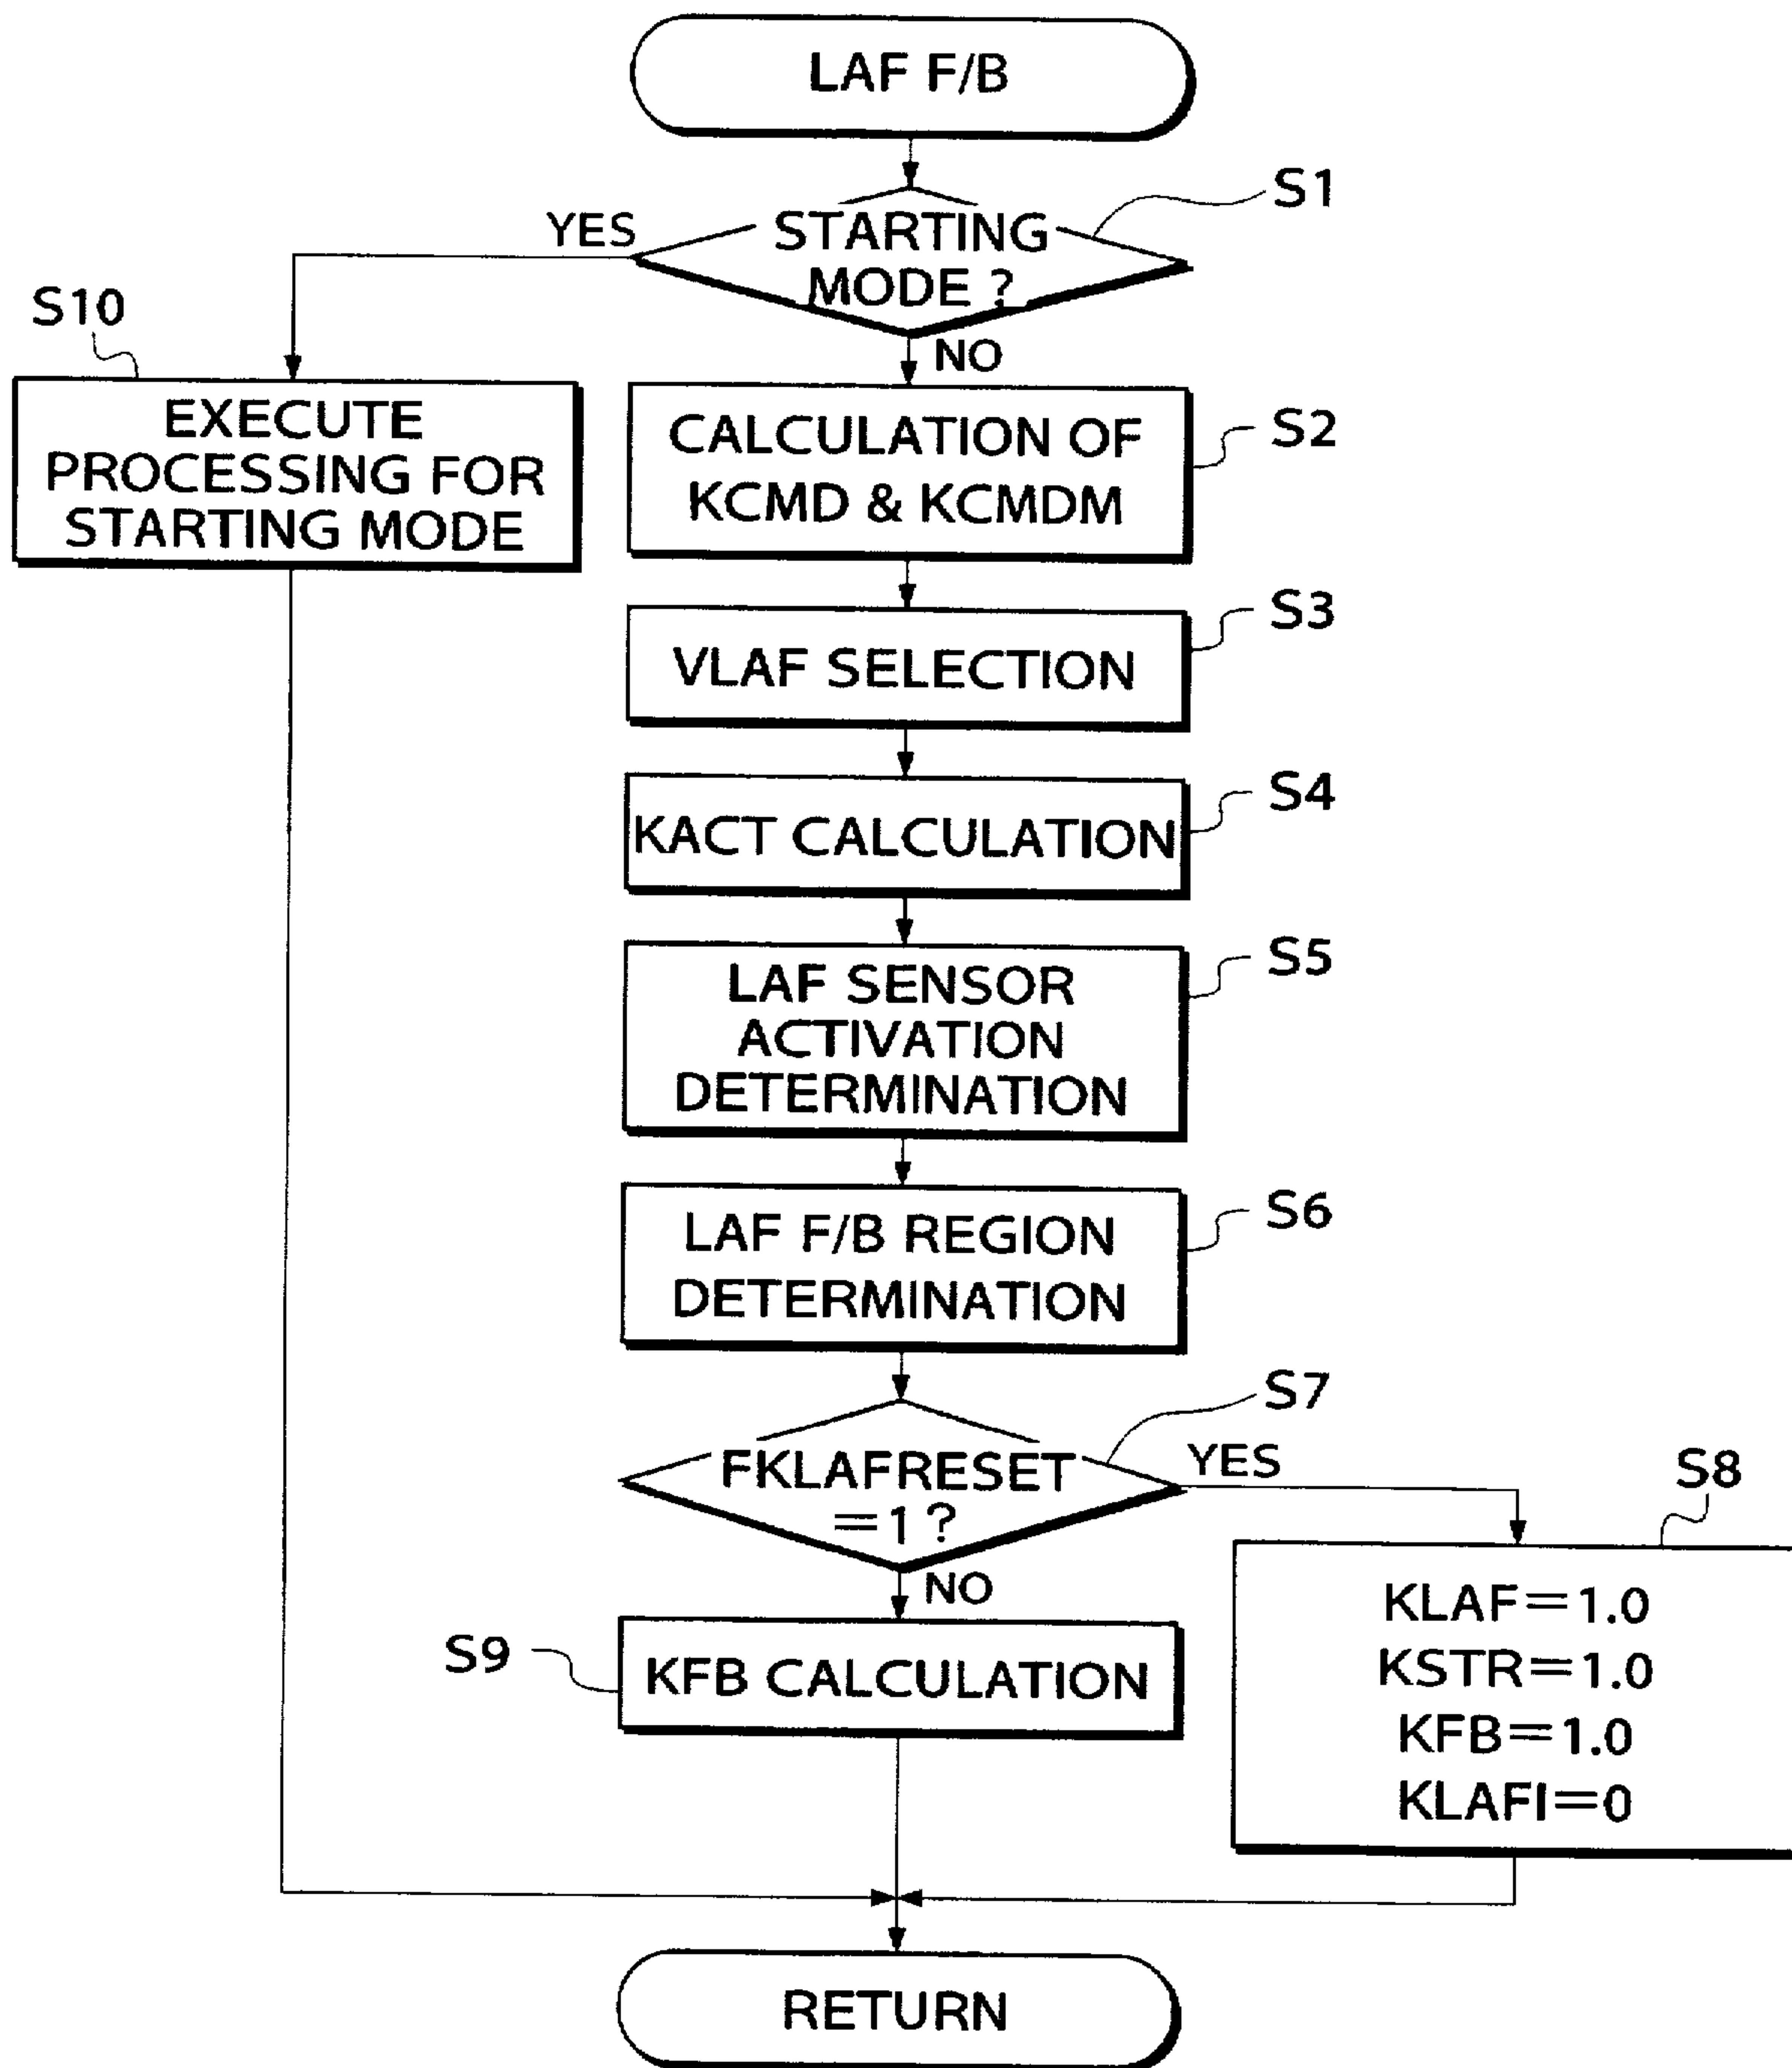 LAF F/B
S1
YES
STARTING
MODE ?
S10
NO
EXECUTE
PROCESSING FOR
STARTING MODE
CALCULATION OF
KCMD & KCMDM
S2
VLAF SELECTION
S3
KACT CALCULATION
S4
LAF SENSOR
ACTIVATION
DETERMINATION
S5
LAF F/B REGION
DETERMINATION
S6
S7
FKLAFRESET
=1 ?
YES
S8
NO
KLAF=1.0
KSTR=1.0
KFB=1.0
KLAFI=0
S9
KFB CALCULATION
RETURN